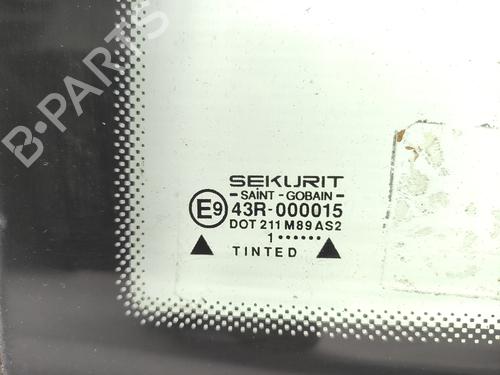 B-PARTS
SEKURIT
- SAINT - GOBAIN -
E9 43R-000015
DOT 211 M89 AS2
1••••••
▲ TINTED ▲